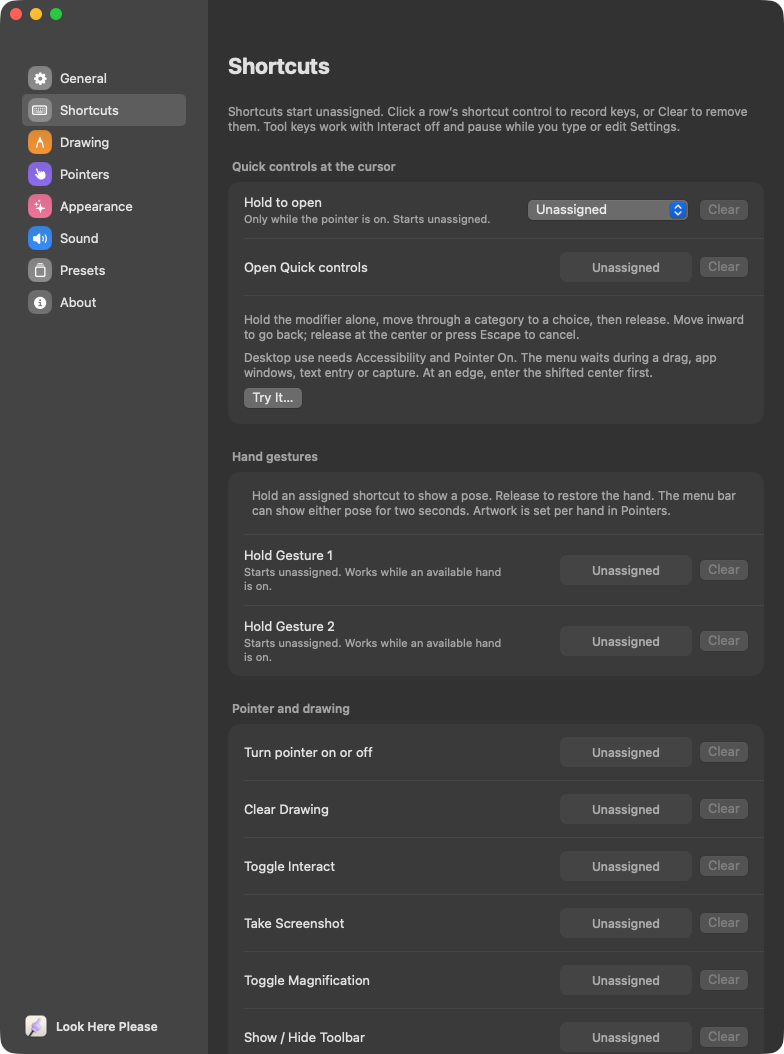 Shortcuts
General
Shortcuts
Drawing
Pointers
Appearance
Sound
Presets
About
Look Here Please
Shortcuts start unassigned. Click a row's shortcut control to record keys, or Clear to remove
them. Tool keys work with Interact off and pause while you type or edit Settings.
Quick controls at the cursor
Hold to open
Only while the pointer is on. Starts unassigned.
Unassigned
Clear
Open Quick controls
Unassigned
Clear
Hold the modifier alone, move through a category to a choice, then release. Move inward
to go back; release at the center or press Escape to cancel.
Desktop use needs Accessibility and Pointer On. The menu waits during a drag, app
windows, text entry or capture. At an edge, enter the shifted center first.
Try It...
Hand gestures
Hold an assigned shortcut to show a pose. Release to restore the hand. The menu bar
can show either pose for two seconds. Artwork is set per hand in Pointers.
Hold Gesture 1
Starts unassigned. Works while an available hand
is on.
Unassigned
Clear
Hold Gesture 2
Starts unassigned. Works while an available hand
is on.
Unassigned
Clear
Pointer and drawing
Turn pointer on or off
Unassigned
Clear
Clear Drawing
Unassigned
Clear
Toggle Interact
Unassigned
Clear
Take Screenshot
Unassigned
Clear
Toggle Magnification
Unassigned
Clear
Show / Hide Toolbar
Unassigned
Clear